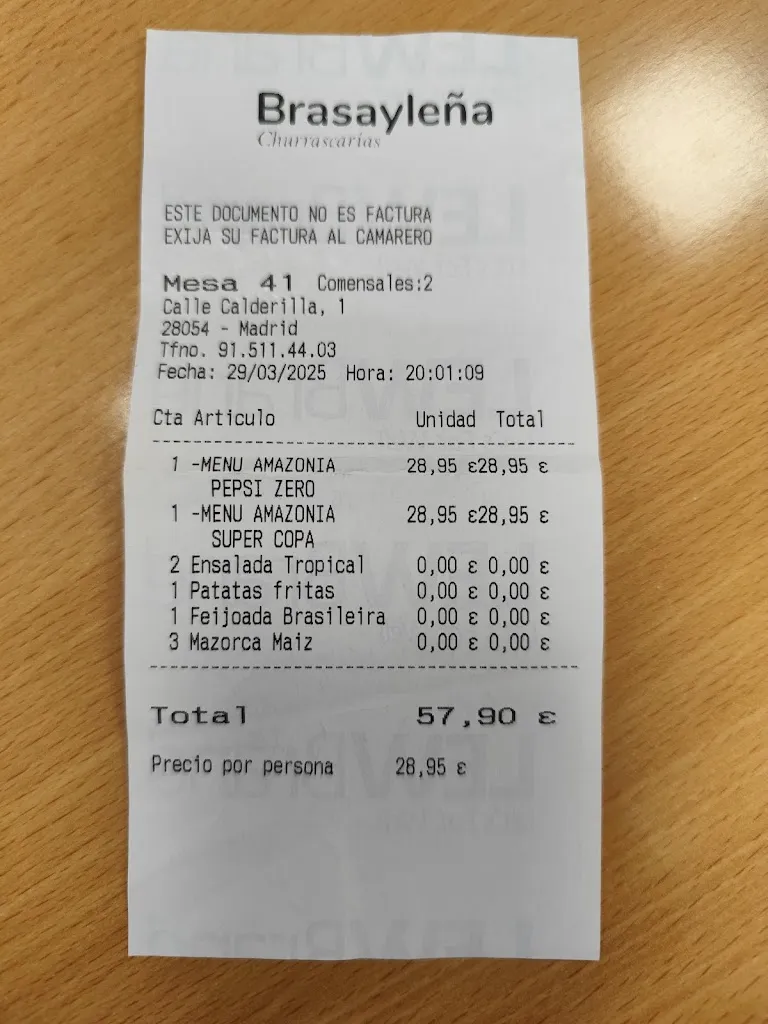 Brasayleña
Churrascarías
ESTE DOCUMENTO NO ES FACTURA
EXIJA SU FACTURA AL CAMARERO
Mesa 41 Comensales:2
Calle Calderilla, 1
28054 - Madrid
Tfno. 91.511.44.03
Fecha: 29/03/2025 Hora: 20:01:09
Cta Articulo Unidad Total
1 -MENU AMAZONIA 28,95 €28,95 €
PEPSI ZERO
1 -MENU AMAZONIA 28,95 €28,95 €
SUPER COPA
2 Ensalada Tropical 0,00 € 0,00 €
1 Patatas fritas 0,00 € 0,00 €
1 Feijoada Brasileira 0,00 € 0,00 €
3 Mazorca Maiz 0,00 € 0,00 €
Total 57,90 €
Precio por persona 28,95 €